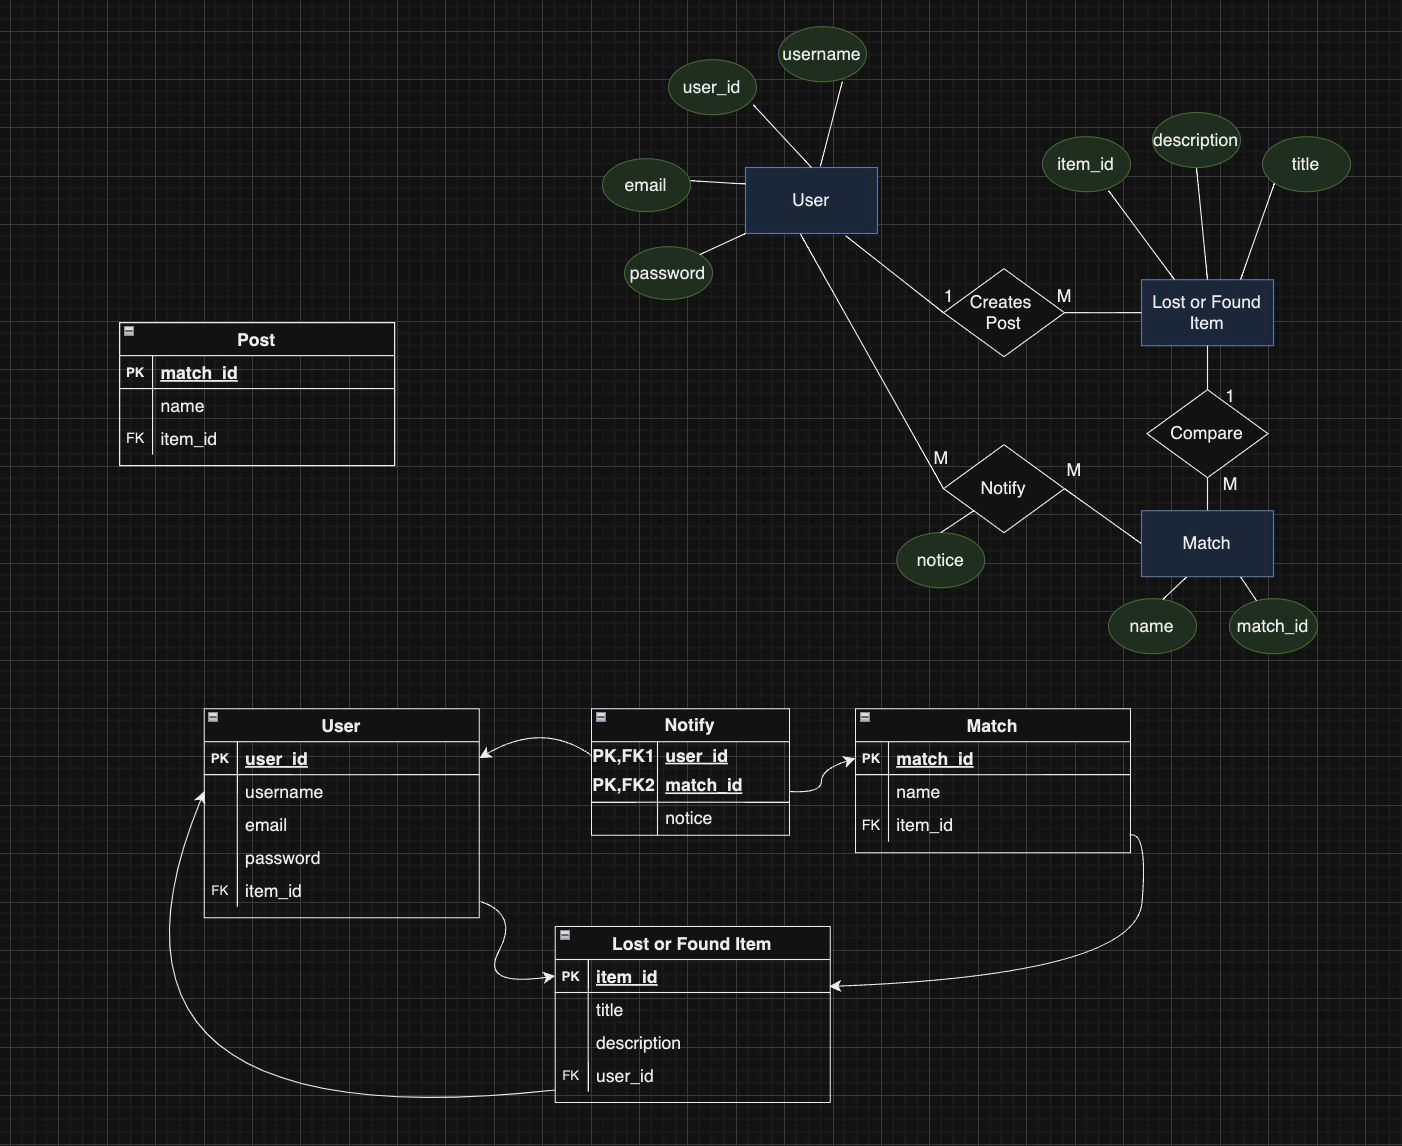 username
user_id
description
item_id
title
email
User
password
1
Creates
Post
M
Lost or Found
Item
Post
PK match_id
name
FK item_id
1
Compare
M
M
Notify
M
Match
notice
name
match_id
User
PK user_id
username
email
password
FK item_id
Notify
PK,FK1 user_id
PK,FK2 match_id
notice
Match
PK match_id
name
FK item_id
Lost or Found Item
PK item_id
title
description
FK user_id